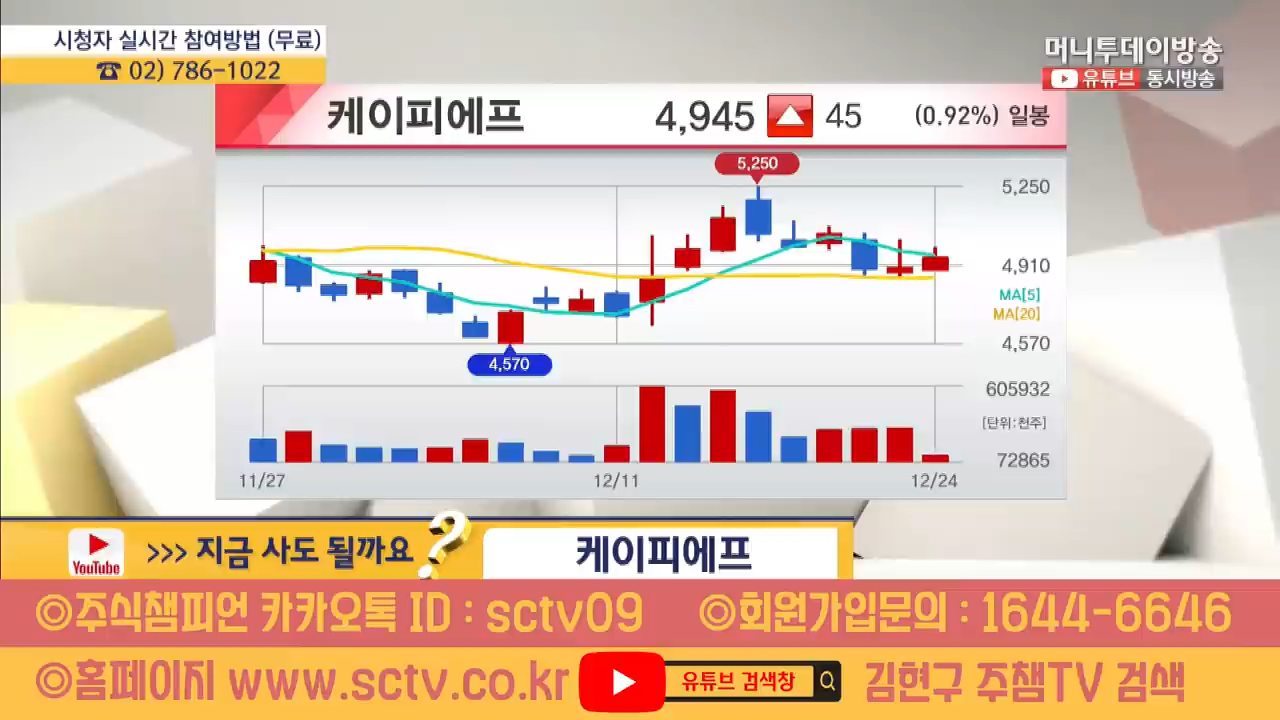 시청자 실시간 참여방법 (무료)
☎ 02) 786-1022
머니투데이방송
유튜브 동시방송
케이피에프 4,945 ▲ 45 (0.92%) 일봉
5,250
5,250
4,910
MA[5]
MA[20]
4,570
4,570
605932
[단위:천주]
72865
11/27 12/11 12/24
YouTube >>> 지금 사도 될까요? 케이피에프
◎주식챔피언 카카오톡 ID : sctv09 ◎회원가입문의 : 1644-6646
◎홈페이지 www.sctv.co.kr 유튜브 검색창 김현구 주챔TV 검색